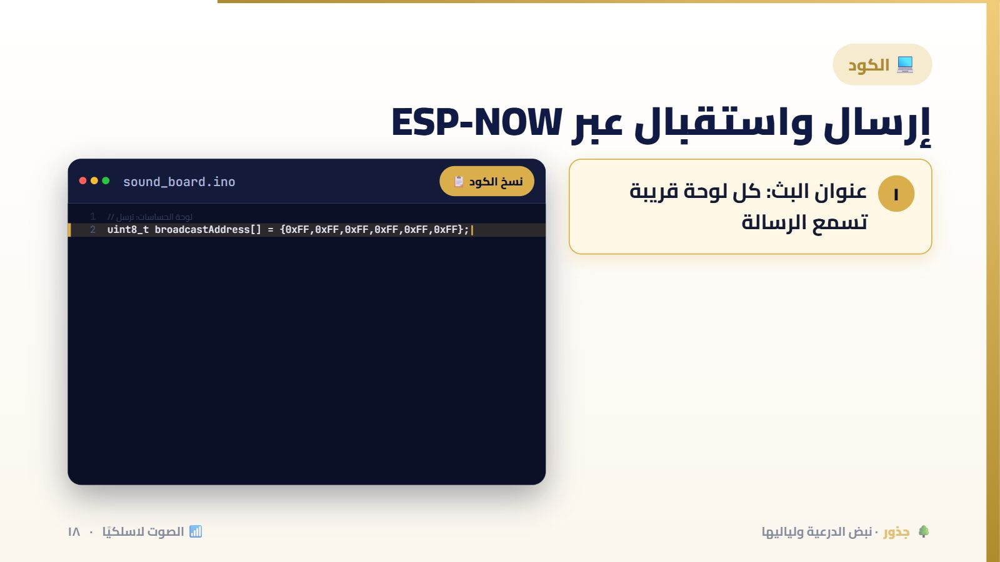 💻 الكود
إرسال واستقبال عبر ESP-NOW
١
عنوان البث: كل لوحة قريبة
تسمع الرسالة
sound_board.ino
نسخ الكود 📋
1 // لوحة الحساسات: ترسل
2 uint8_t broadcastAddress[] = {0xFF,0xFF,0xFF,0xFF,0xFF,0xFF};
🌳 جذور · نبض الدرعية ولياليها
📊 الصوت لاسلكيًا · ١٨